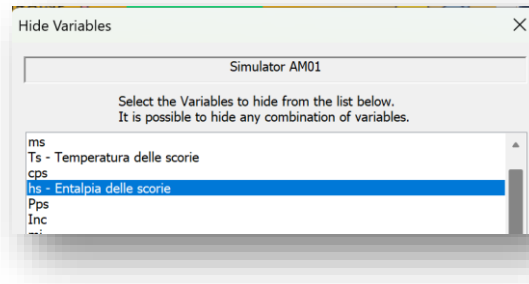 Hide Variables
Simulator AM01
Select the Variables to hide from the list below.
It is possible to hide any combination of variables.
ms
Ts - Temperatura delle scorie
cps
hs - Entalpia delle scorie
Pps
Inc